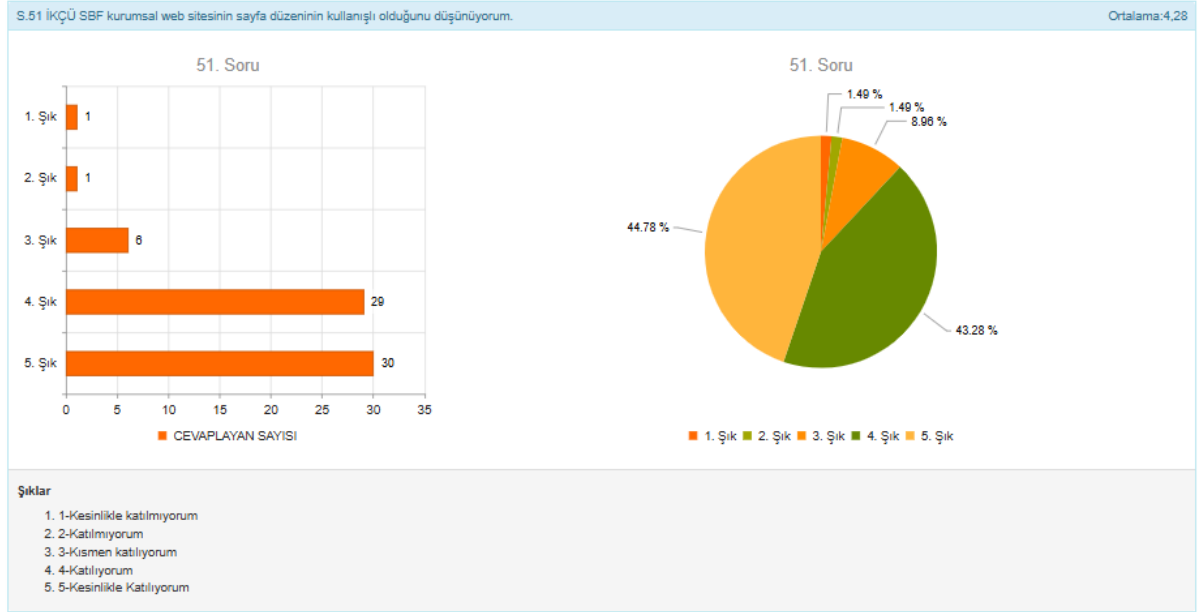 S.51 İKÇÜ SBF kurumsal web sitesinin sayfa düzeninin kullanışlı olduğunu düşünüyorum. Ortalama:4,28
51. Soru
1. Şık 1
2. Şık 1
3. Şık 6
4. Şık 29
5. Şık 30
0 5 10 15 20 25 30 35
CEVAPLAYAN SAYISI
51. Soru
1.49 %
1.49 %
8.96 %
44.78 %
43.28 %
1. Şık 2. Şık 3. Şık 4. Şık 5. Şık
Şıklar
1. 1-Kesinlikle katılmıyorum
2. 2-Katılmıyorum
3. 3-Kısmen katılıyorum
4. 4-Katılıyorum
5. 5-Kesinlikle Katılıyorum